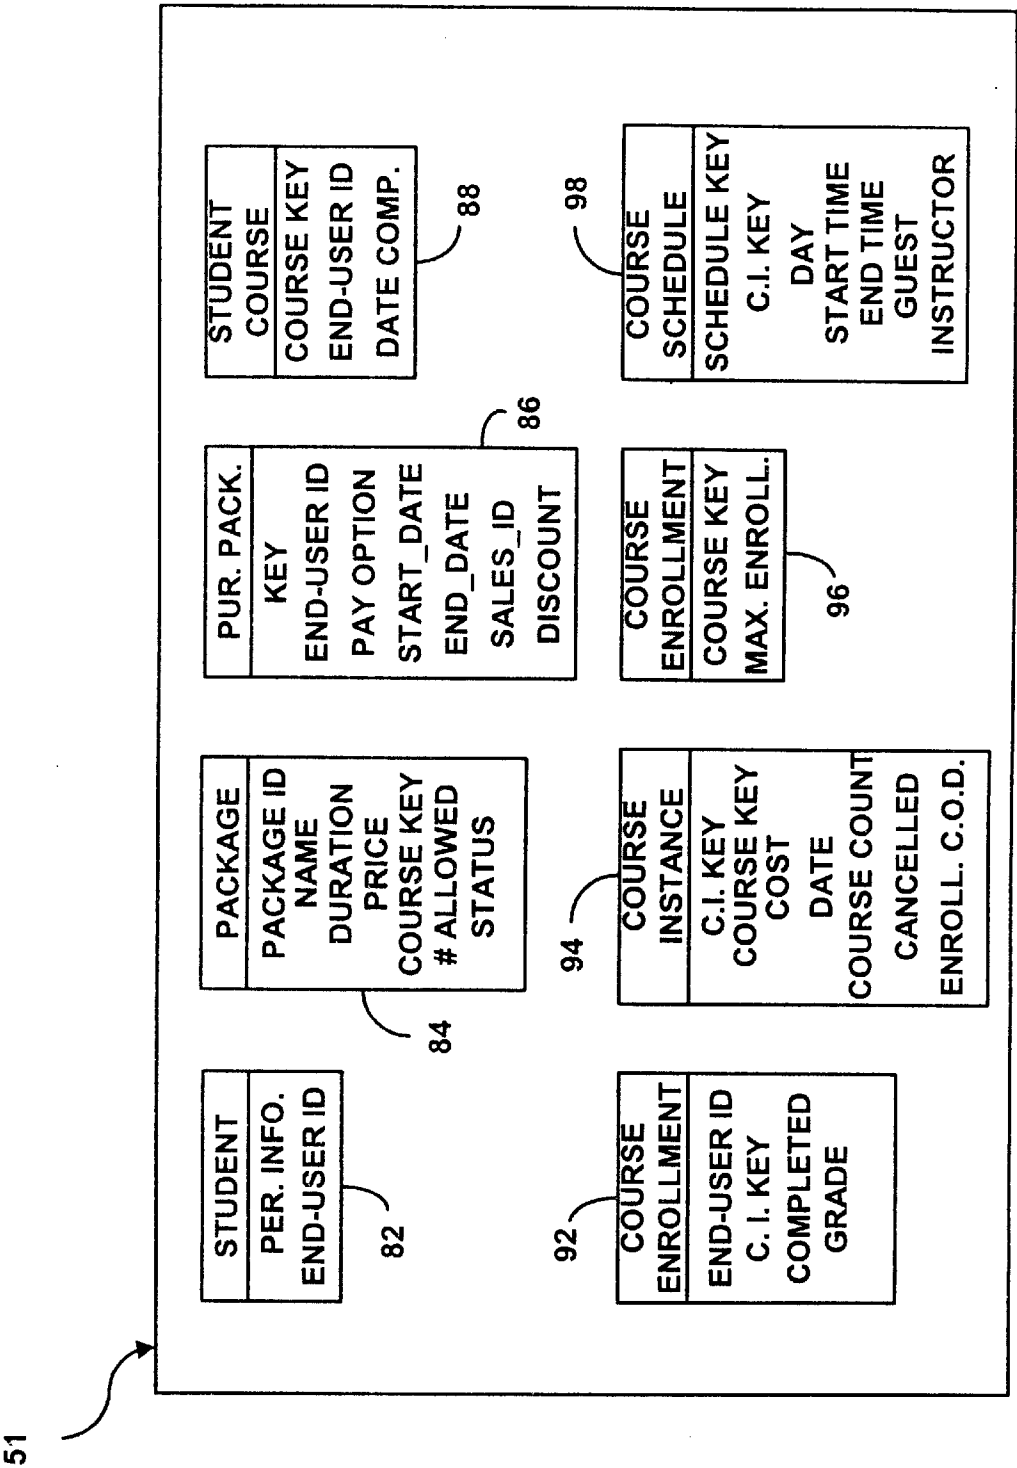 51
STUDENT
PER. INFO.
END-USER ID
82
PACKAGE
PACKAGE ID
NAME
DURATION
PRICE
COURSE KEY
# ALLOWED
STATUS
84
PUR. PACK.
KEY
END-USER ID
PAY OPTION
START_DATE
END_DATE
SALES_ID
DISCOUNT
86
STUDENT
COURSE
COURSE KEY
END-USER ID
DATE COMP.
88
92
COURSE
ENROLLMENT
END-USER ID
C. I. KEY
COMPLETED
GRADE
94
COURSE
INSTANCE
C.I. KEY
COURSE KEY
COST
DATE
COURSE COUNT
CANCELLED
ENROLL. C.O.D.
COURSE
ENROLLMENT
COURSE KEY
MAX. ENROLL.
96
98
COURSE
SCHEDULE
SCHEDULE KEY
C.I. KEY
DAY
START TIME
END TIME
GUEST
INSTRUCTOR